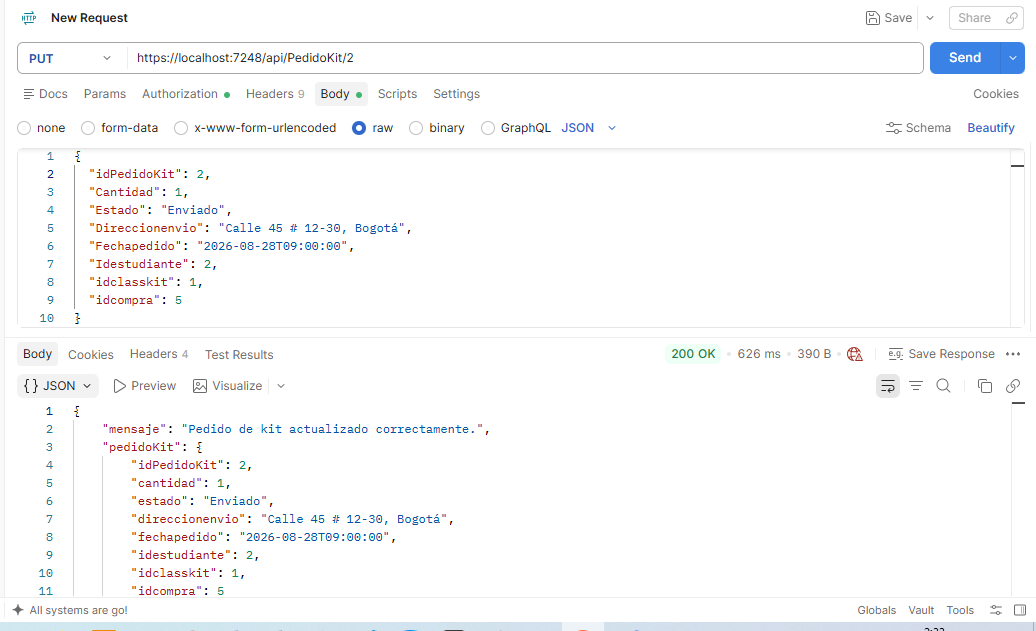 HTTP New Request Save Share
PUT https://localhost:7248/api/PedidoKit/2 Send
Docs Params Authorization Headers 9 Body Scripts Settings Cookies
none form-data x-www-form-urlencoded raw binary GraphQL JSON Schema Beautify
1 {
2 "idPedidoKit": 2,
3 "Cantidad": 1,
4 "Estado": "Enviado",
5 "Direccionenvio": "Calle 45 # 12-30, Bogotá",
6 "Fechapedido": "2026-08-28T09:00:00",
7 "Idestudiante": 2,
8 "idclasskit": 1,
9 "idcompra": 5
10 }
Body Cookies Headers 4 Test Results 200 OK • 626 ms • 390 B • e.g. Save Response
{} JSON Preview Visualize
1 {
2 "mensaje": "Pedido de kit actualizado correctamente.",
3 "pedidoKit": {
4 "idPedidoKit": 2,
5 "cantidad": 1,
6 "estado": "Enviado",
7 "direccionenvio": "Calle 45 # 12-30, Bogotá",
8 "fechapedido": "2026-08-28T09:00:00",
9 "idestudiante": 2,
10 "idclasskit": 1,
11 "idcompra": 5
All systems are go! Globals Vault Tools